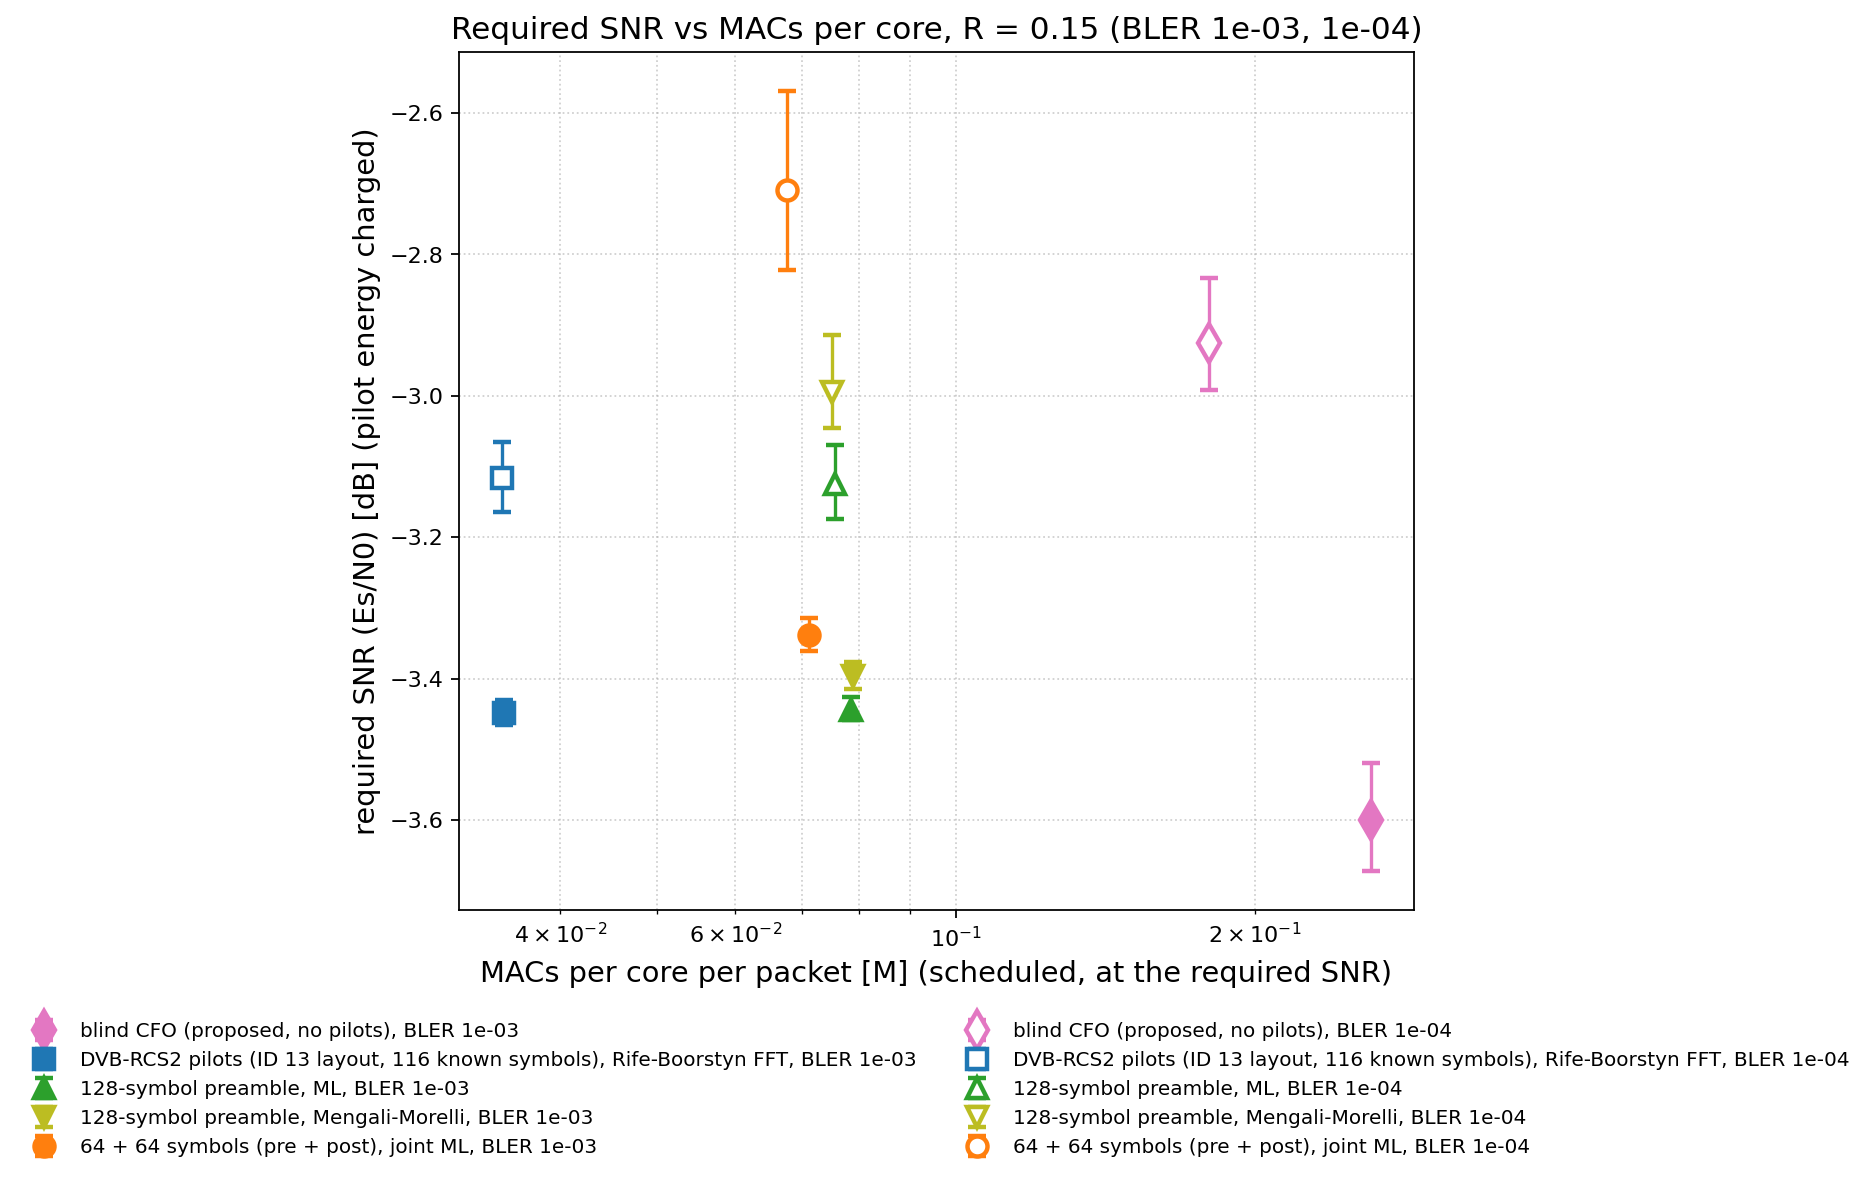 Required SNR vs MACs per core, R = 0.15 (BLER 1e-03, 1e-04)
required SNR (Es/N0) [dB] (pilot energy charged)
−2.6
−2.8
−3.0
−3.2
−3.4
−3.6
4 × 10⁻² 6 × 10⁻² 10⁻¹ 2 × 10⁻¹
MACs per core per packet [M] (scheduled, at the required SNR)
blind CFO (proposed, no pilots), BLER 1e-03
DVB-RCS2 pilots (ID 13 layout, 116 known symbols), Rife-Boorstyn FFT, BLER 1e-03
128-symbol preamble, ML, BLER 1e-03
128-symbol preamble, Mengali-Morelli, BLER 1e-03
64 + 64 symbols (pre + post), joint ML, BLER 1e-03
blind CFO (proposed, no pilots), BLER 1e-04
DVB-RCS2 pilots (ID 13 layout, 116 known symbols), Rife-Boorstyn FFT, BLER 1e-04
128-symbol preamble, ML, BLER 1e-04
128-symbol preamble, Mengali-Morelli, BLER 1e-04
64 + 64 symbols (pre + post), joint ML, BLER 1e-04